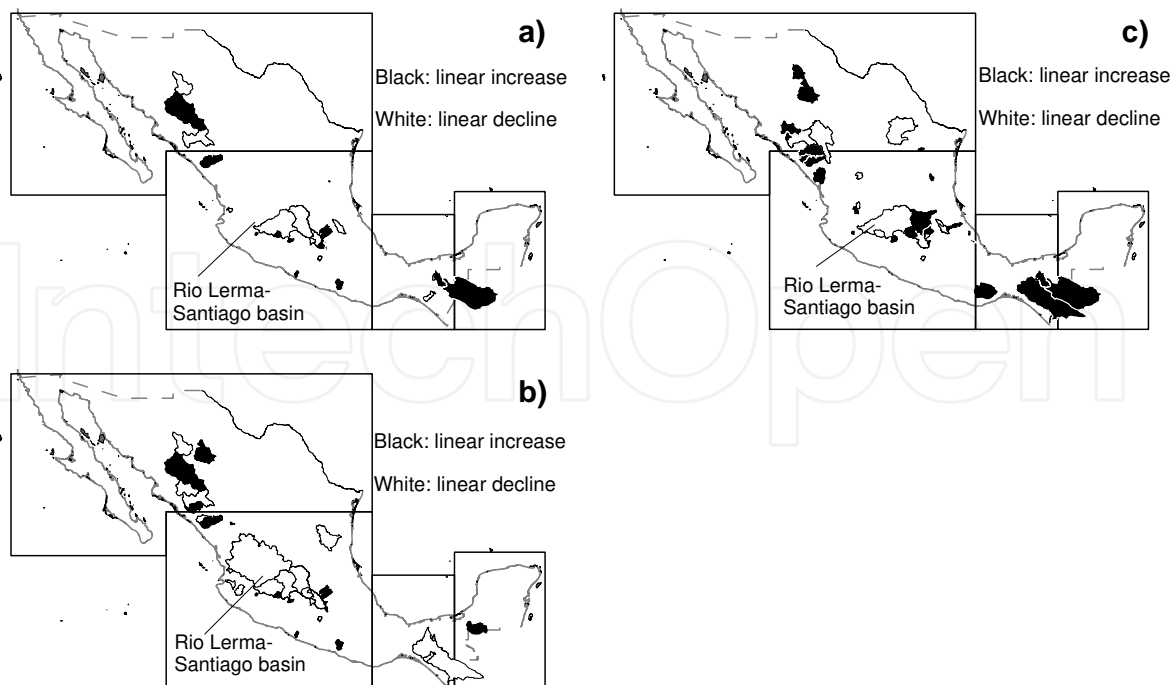 a)
Black: linear increase
White: linear decline
Rio Lerma-
Santiago basin
c)
Black: linear increase
White: linear decline
Rio Lerma-
Santiago basin
b)
Black: linear increase
White: linear decline
Rio Lerma-
Santiago basin
IntechOpen